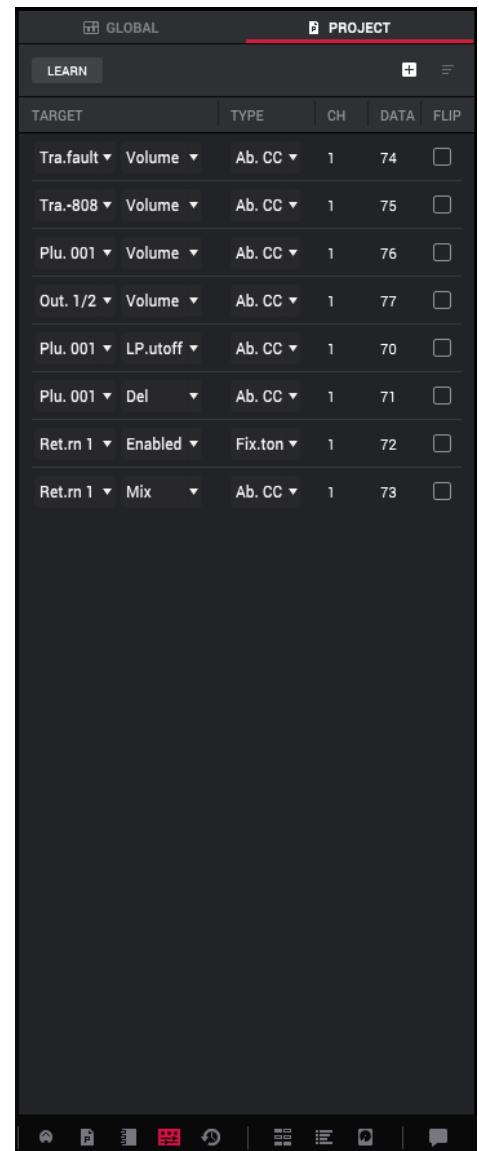 GLOBAL PROJECT
LEARN
TARGET TYPE CH DATA FLIP
Tra.fault Volume Ab. CC 1 74
Tra.-808 Volume Ab. CC 1 75
Plu. 001 Volume Ab. CC 1 76
Out. 1/2 Volume Ab. CC 1 77
Plu. 001 LP.utoff Ab. CC 1 70
Plu. 001 Del Ab. CC 1 71
Ret.rn 1 Enabled Fix.ton 1 72
Ret.rn 1 Mix Ab. CC 1 73